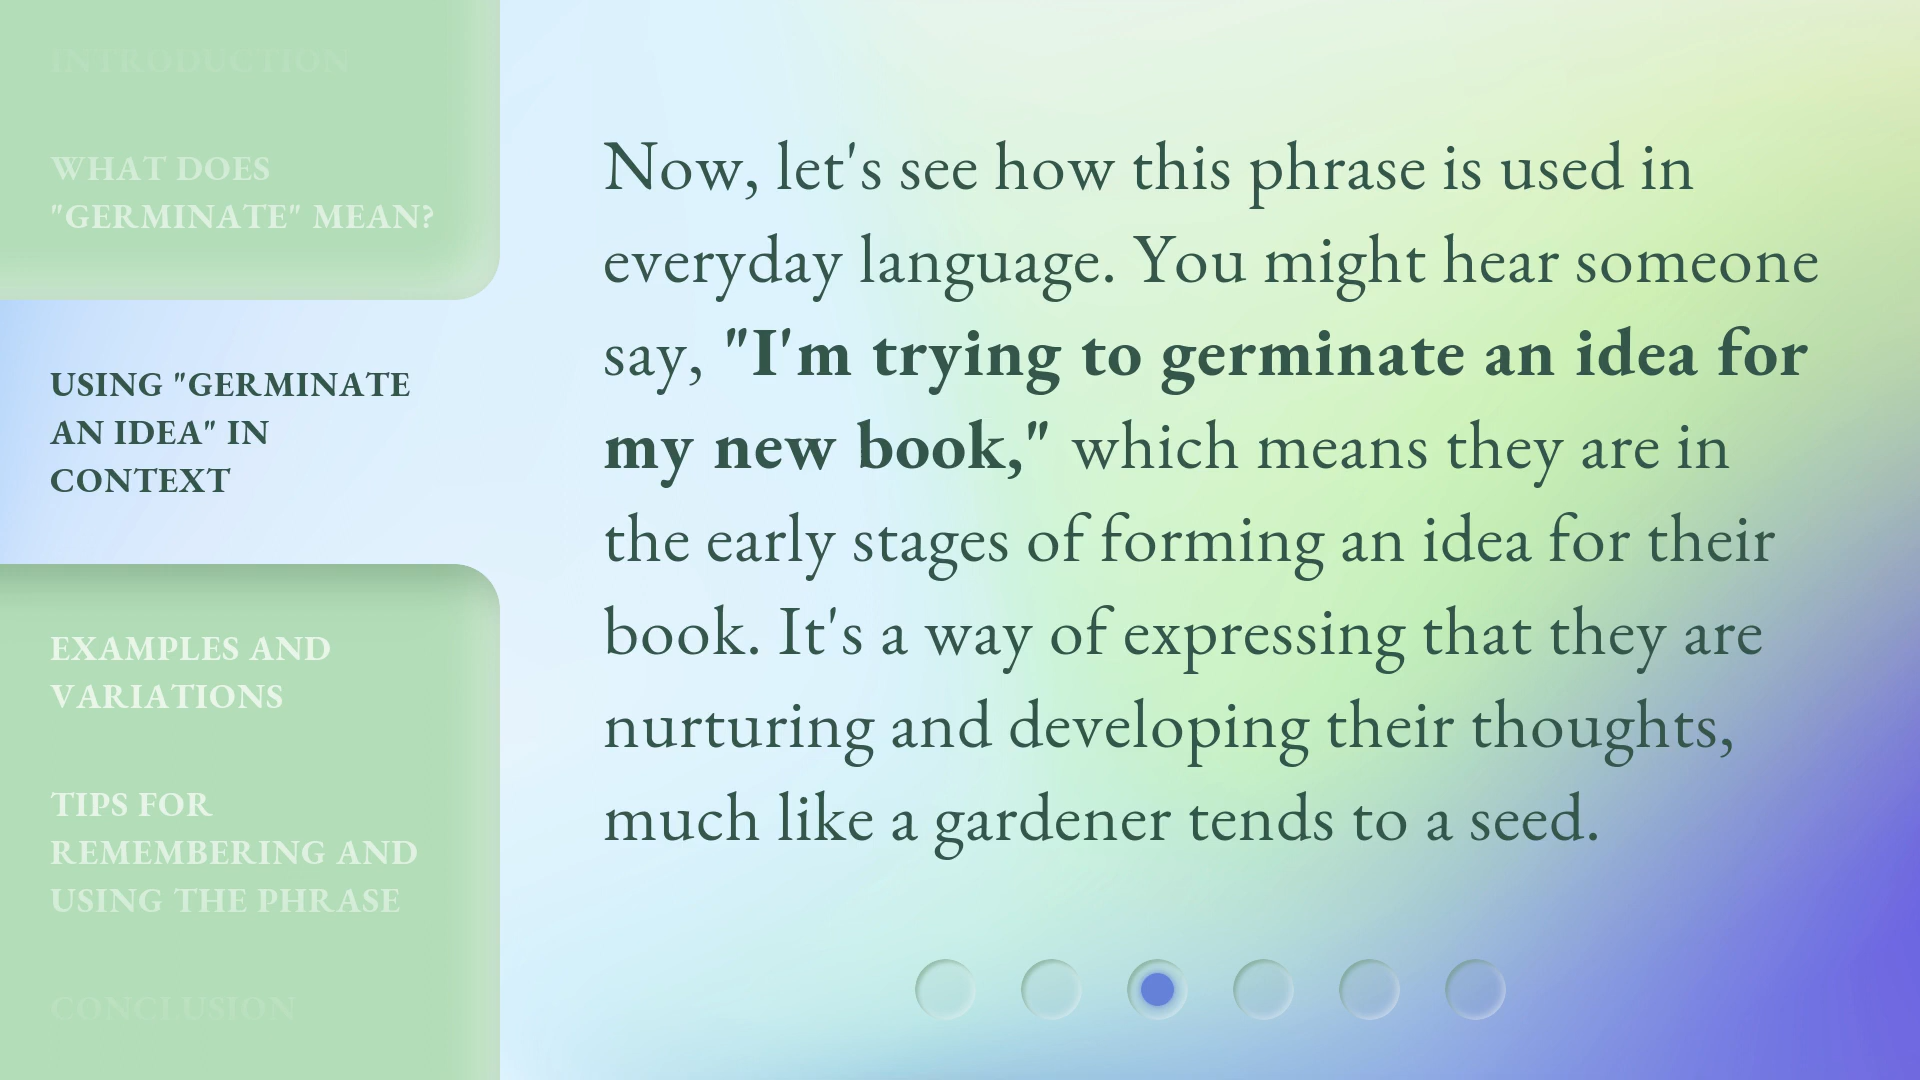 INTRODUCTION
WHAT DOES
"GERMINATE" MEAN?
USING "GERMINATE
AN IDEA" IN
CONTEXT
EXAMPLES AND
VARIATIONS
TIPS FOR
REMEMBERING AND
USING THE PHRASE
CONCLUSION
Now, let's see how this phrase is used in
everyday language. You might hear someone
say, "I'm trying to germinate an idea for
my new book," which means they are in
the early stages of forming an idea for their
book. It's a way of expressing that they are
nurturing and developing their thoughts,
much like a gardener tends to a seed.